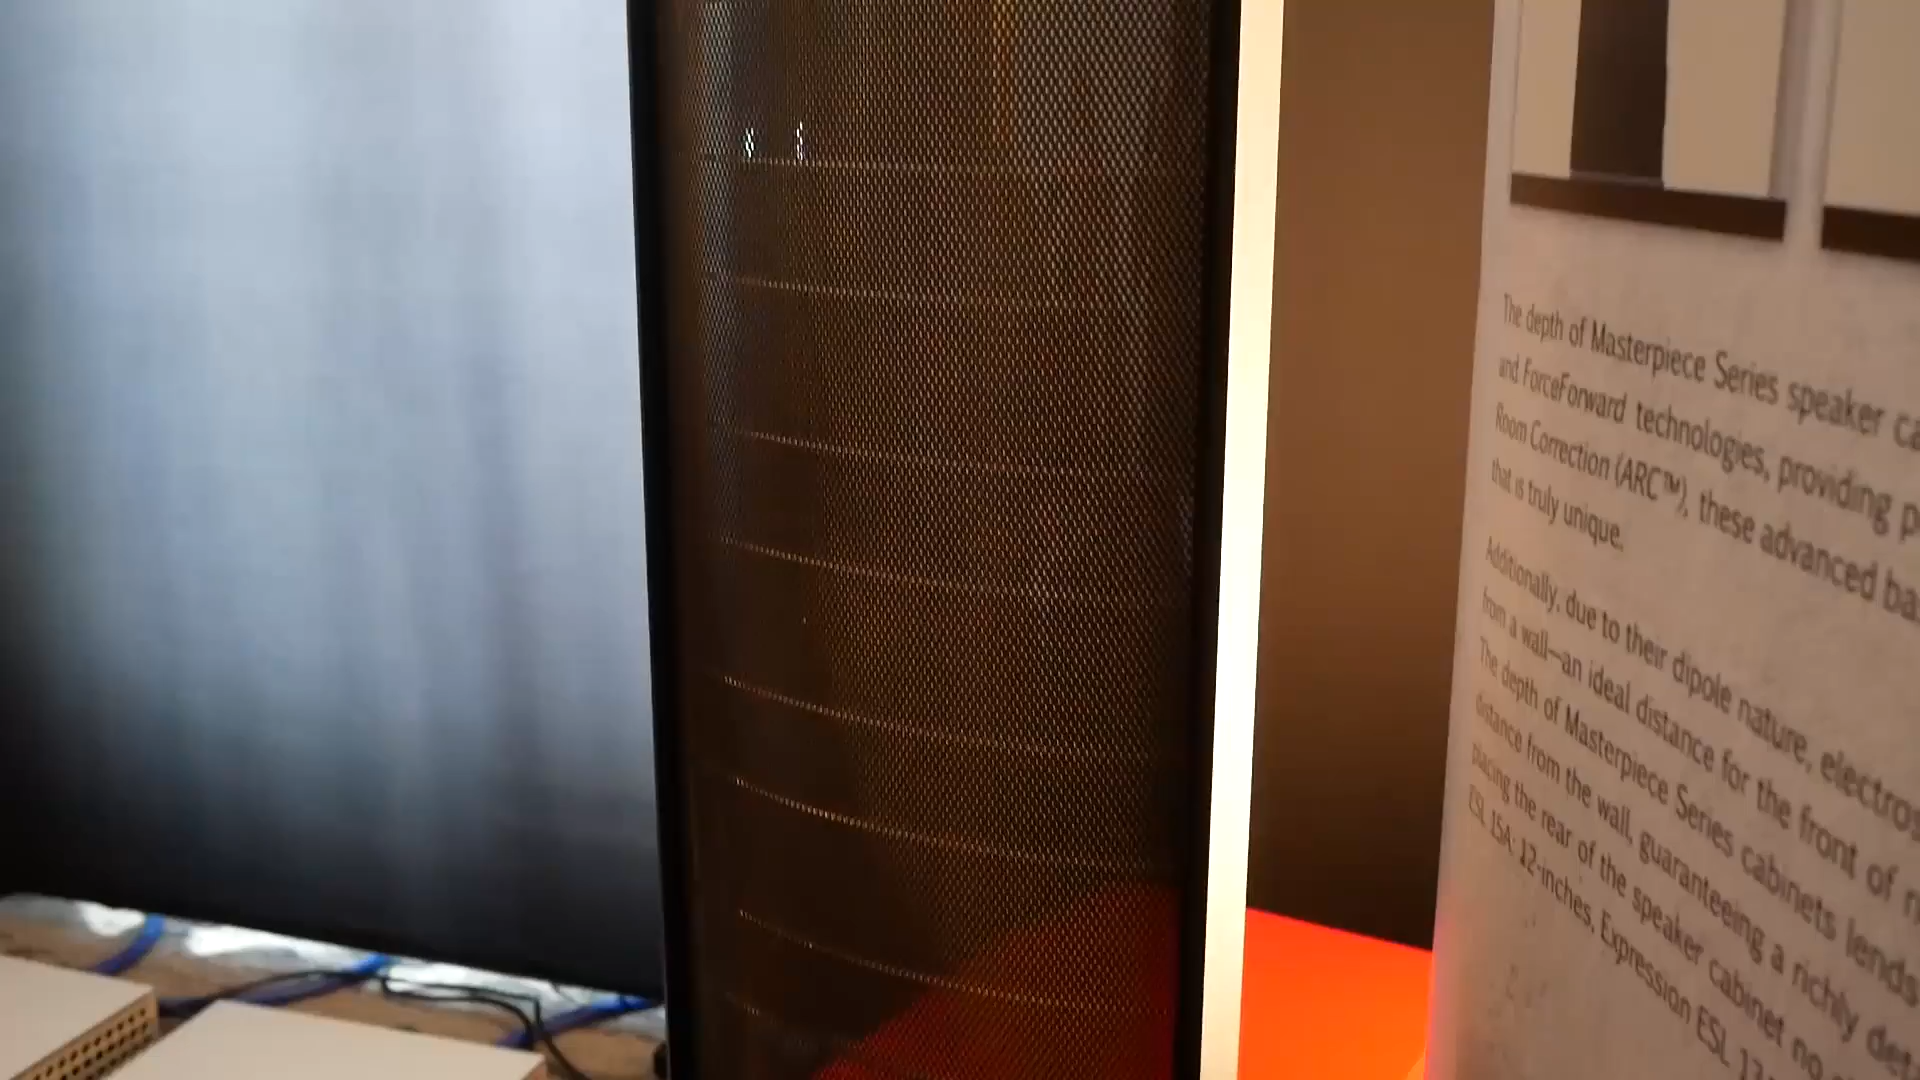 The depth of Masterpiece Series speaker ca
and ForceForward technologies, providing p
Room Correction (ARC™), these advanced ba
that is truly unique.
Additionally, due to their dipole nature, electros
from a wall—an ideal distance for the front of
The depth of Masterpiece Series cabinets lends
distance from the wall, guaranteeing a richly det
placing the rear of the speaker cabinet no
ESL 15A: 12-inches, Expression ESL 13